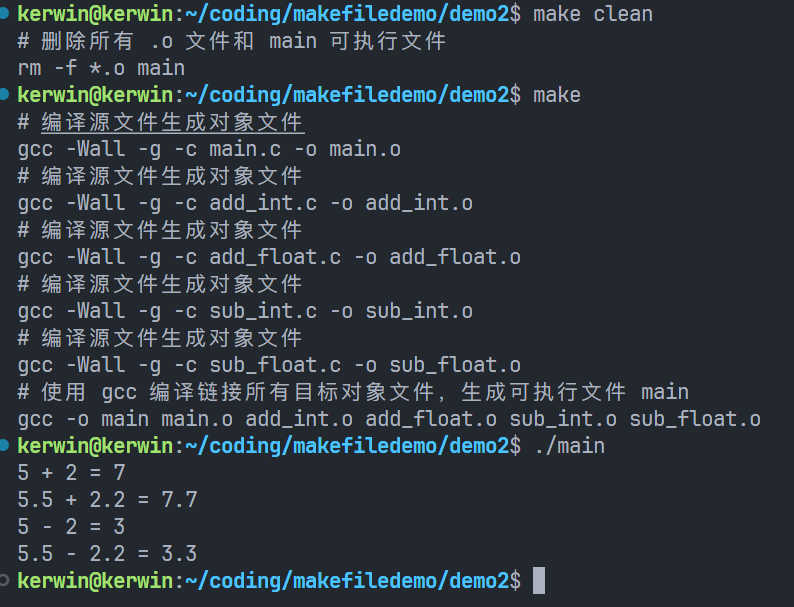 kerwin@kerwin:~/coding/makefiledemo/demo2$ make clean
# 删除所有 .o 文件和 main 可执行文件
rm -f *.o main
kerwin@kerwin:~/coding/makefiledemo/demo2$ make
# 编译源文件生成对象文件
gcc -Wall -g -c main.c -o main.o
# 编译源文件生成对象文件
gcc -Wall -g -c add_int.c -o add_int.o
# 编译源文件生成对象文件
gcc -Wall -g -c add_float.c -o add_float.o
# 编译源文件生成对象文件
gcc -Wall -g -c sub_int.c -o sub_int.o
# 编译源文件生成对象文件
gcc -Wall -g -c sub_float.c -o sub_float.o
# 使用 gcc 编译链接所有目标对象文件，生成可执行文件 main
gcc -o main main.o add_int.o add_float.o sub_int.o sub_float.o
kerwin@kerwin:~/coding/makefiledemo/demo2$ ./main
5 + 2 = 7
5.5 + 2.2 = 7.7
5 - 2 = 3
5.5 - 2.2 = 3.3
kerwin@kerwin:~/coding/makefiledemo/demo2$